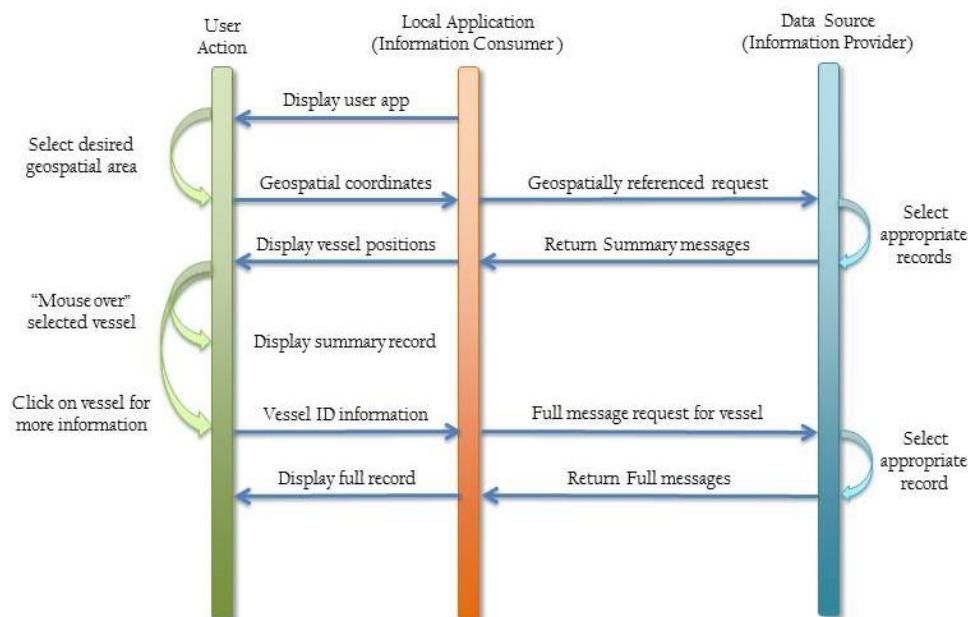 User
Action
Local Application
(Information Consumer)
Data Source
(Information Provider)
Display user app
Select desired
geospatial area
Geospatial coordinates
Geospatially referenced request
Select
appropriate
records
Display vessel positions
Return Summary messages
“Mouse over”
selected vessel
Display summary record
Click on vessel for
more information
Vessel ID information
Full message request for vessel
Select
appropriate
record
Display full record
Return Full messages